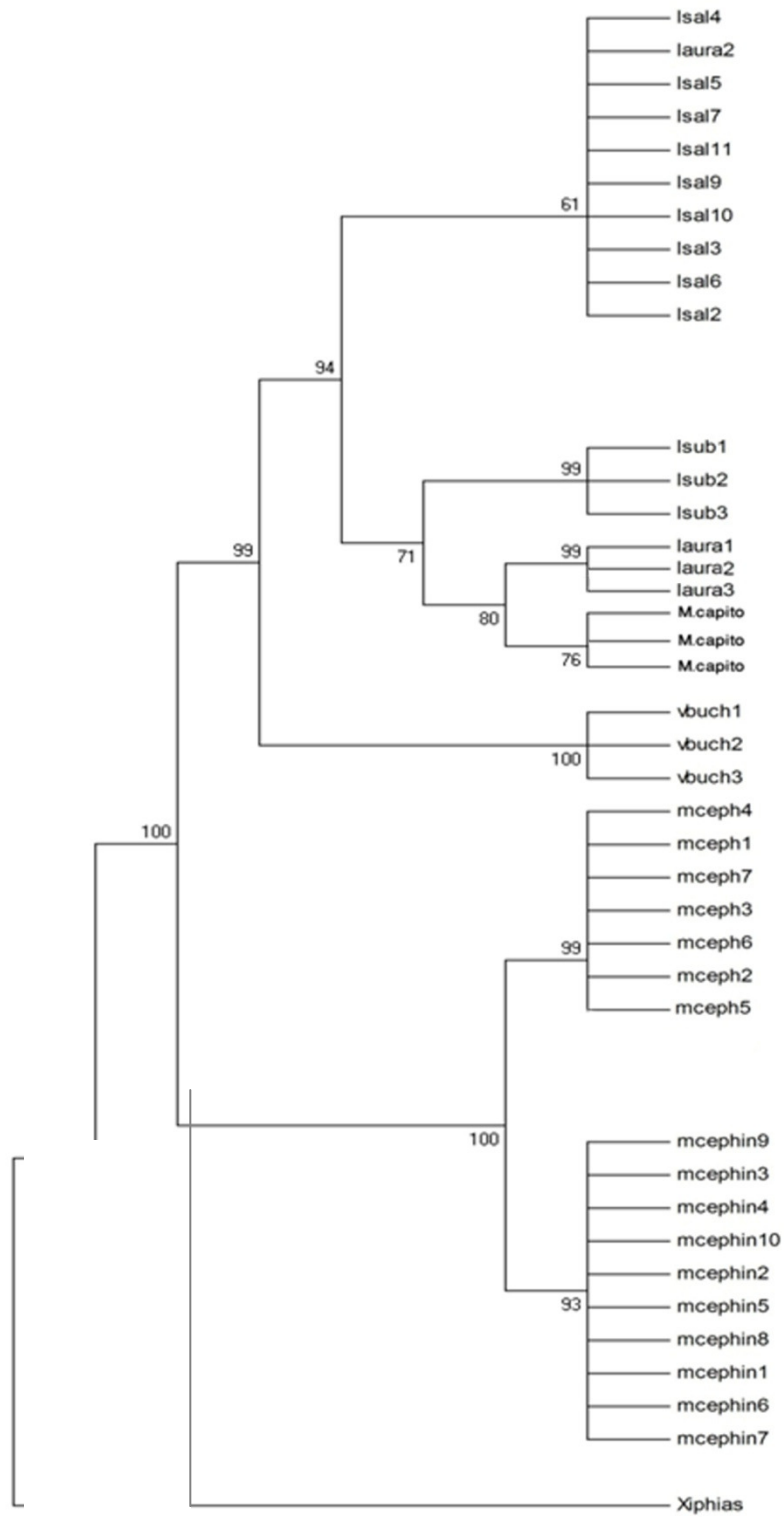 lsal4
laura2
lsal5
lsal7
lsal11
lsal9
61
lsal10
lsal3
lsal6
lsal2
94
lsub1
99
lsub2
lsub3
99
laura1
71
laura2
laura3
80
M.capito
M.capito
76
M.capito
vbuch1
vbuch2
100
vbuch3
mceph4
100
mceph1
mceph7
mceph3
99
mceph6
mceph2
mceph5
100
mcephin9
mcephin3
mcephin4
mcephin10
mcephin2
93
mcephin5
mcephin8
mcephin1
mcephin6
mcephin7
Xiphias
99